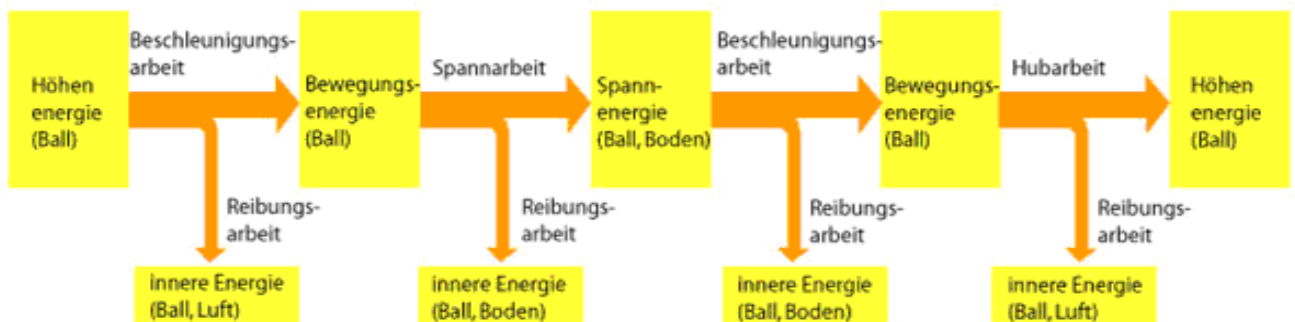 Höhen
energie
(Ball)
Beschleunigungs-
arbeit
Bewegungs-
energie
(Ball)
Spannarbeit
Spann-
energie
(Ball, Boden)
Beschleunigungs-
arbeit
Bewegungs-
energie
(Ball)
Hubarbeit
Höhen
energie
(Ball)
Reibungs-
arbeit
Reibungs-
arbeit
Reibungs-
arbeit
Reibungs-
arbeit
innere Energie
(Ball, Luft)
innere Energie
(Ball, Boden)
innere Energie
(Ball, Boden)
innere Energie
(Ball, Luft)